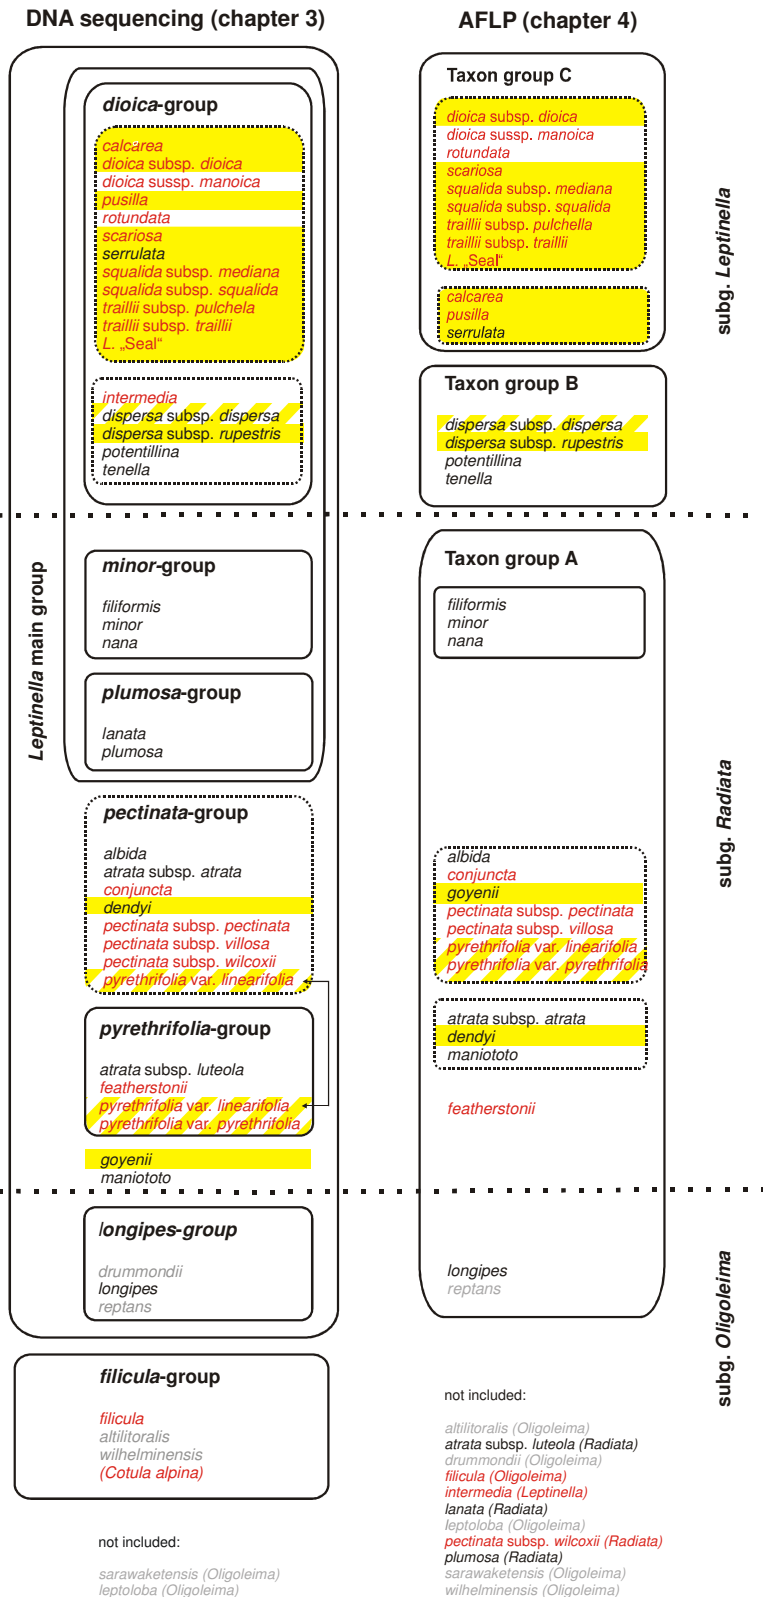 DNA sequencing (chapter 3)
dioica-group
calcarea
dioica subsp. dioica
dioica sussp. manoica
pusilla
rotundata
scariosa
serrulata
squalida subsp. mediana
squalida subsp. squalida
traillii subsp. pulchela
traillii subsp. traillii
L. „Seal“
intermedia
dispersa subsp. dispersa
dispersa subsp. rupestris
potentillina
tenella
Leptinella main group
minor-group
filiformis
minor
nana
plumosa-group
lanata
plumosa
pectinata-group
albida
atrata subsp. atrata
conjuncta
dendyi
pectinata subsp. pectinata
pectinata subsp. villosa
pectinata subsp. wilcoxii
pyrethrifolia var. linearifolia
pyrethrifolia-group
atrata subsp. luteola
featherstonii
pyrethrifolia var. linearifolia
pyrethrifolia var. pyrethrifolia
goyenii
maniototo
longipes-group
drummondii
longipes
reptans
filicula-group
filicula
altilitoralis
wilhelminensis
(Cotula alpina)
not included:
sarawaketensis (Oligoleima)
leptoloba (Oligoleima)
AFLP (chapter 4)
Taxon group C
dioica subsp. dioica
dioica sussp. manoica
rotundata
scariosa
squalida subsp. mediana
squalida subsp. squalida
traillii subsp. pulchella
traillii subsp. traillii
L. „Seal“
calcarea
pusilla
serrulata
Taxon group B
dispersa subsp. dispersa
dispersa subsp. rupestris
potentillina
tenella
Taxon group A
filiformis
minor
nana
albida
conjuncta
goyenii
pectinata subsp. pectinata
pectinata subsp. villosa
pyrethrifolia var. linearifolia
pyrethrifolia var. pyrethrifolia
atrata subsp. atrata
dendyi
maniototo
featherstonii
longipes
reptans
not included:
altilitoralis (Oligoleima)
atrata subsp. luteola (Radiata)
drummondii (Oligoleima)
filicula (Oligoleima)
intermedia (Leptinella)
lanata (Radiata)
leptoloba (Oligoleima)
pectinata subsp. wilcoxii (Radiata)
plumosa (Radiata)
sarawaketensis (Oligoleima)
wilhelminensis (Oligoleima)
subg. Leptinella
subg. Radiata
subg. Oligoleima